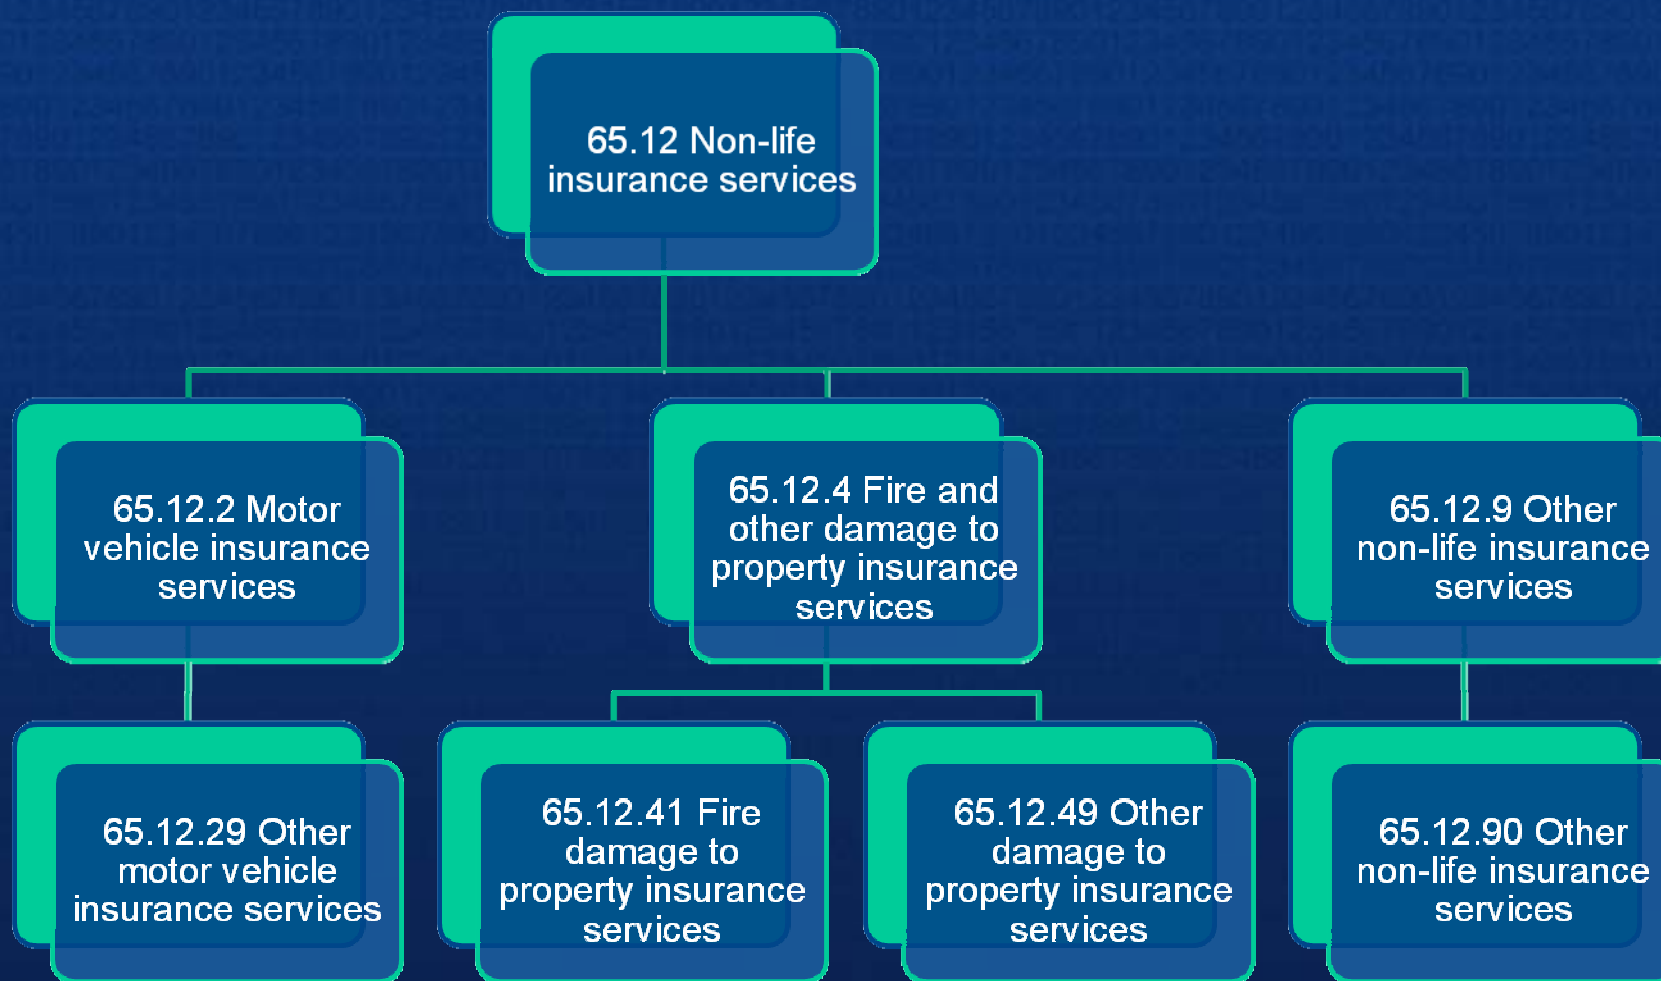 65.12 Non-life
insurance services
65.12.2 Motor
vehicle insurance
services
65.12.4 Fire and
other damage to
property insurance
services
65.12.9 Other
non-life insurance
services
65.12.29 Other
motor vehicle
insurance services
65.12.41 Fire
damage to
property insurance
services
65.12.49 Other
damage to
property insurance
services
65.12.90 Other
non-life insurance
services